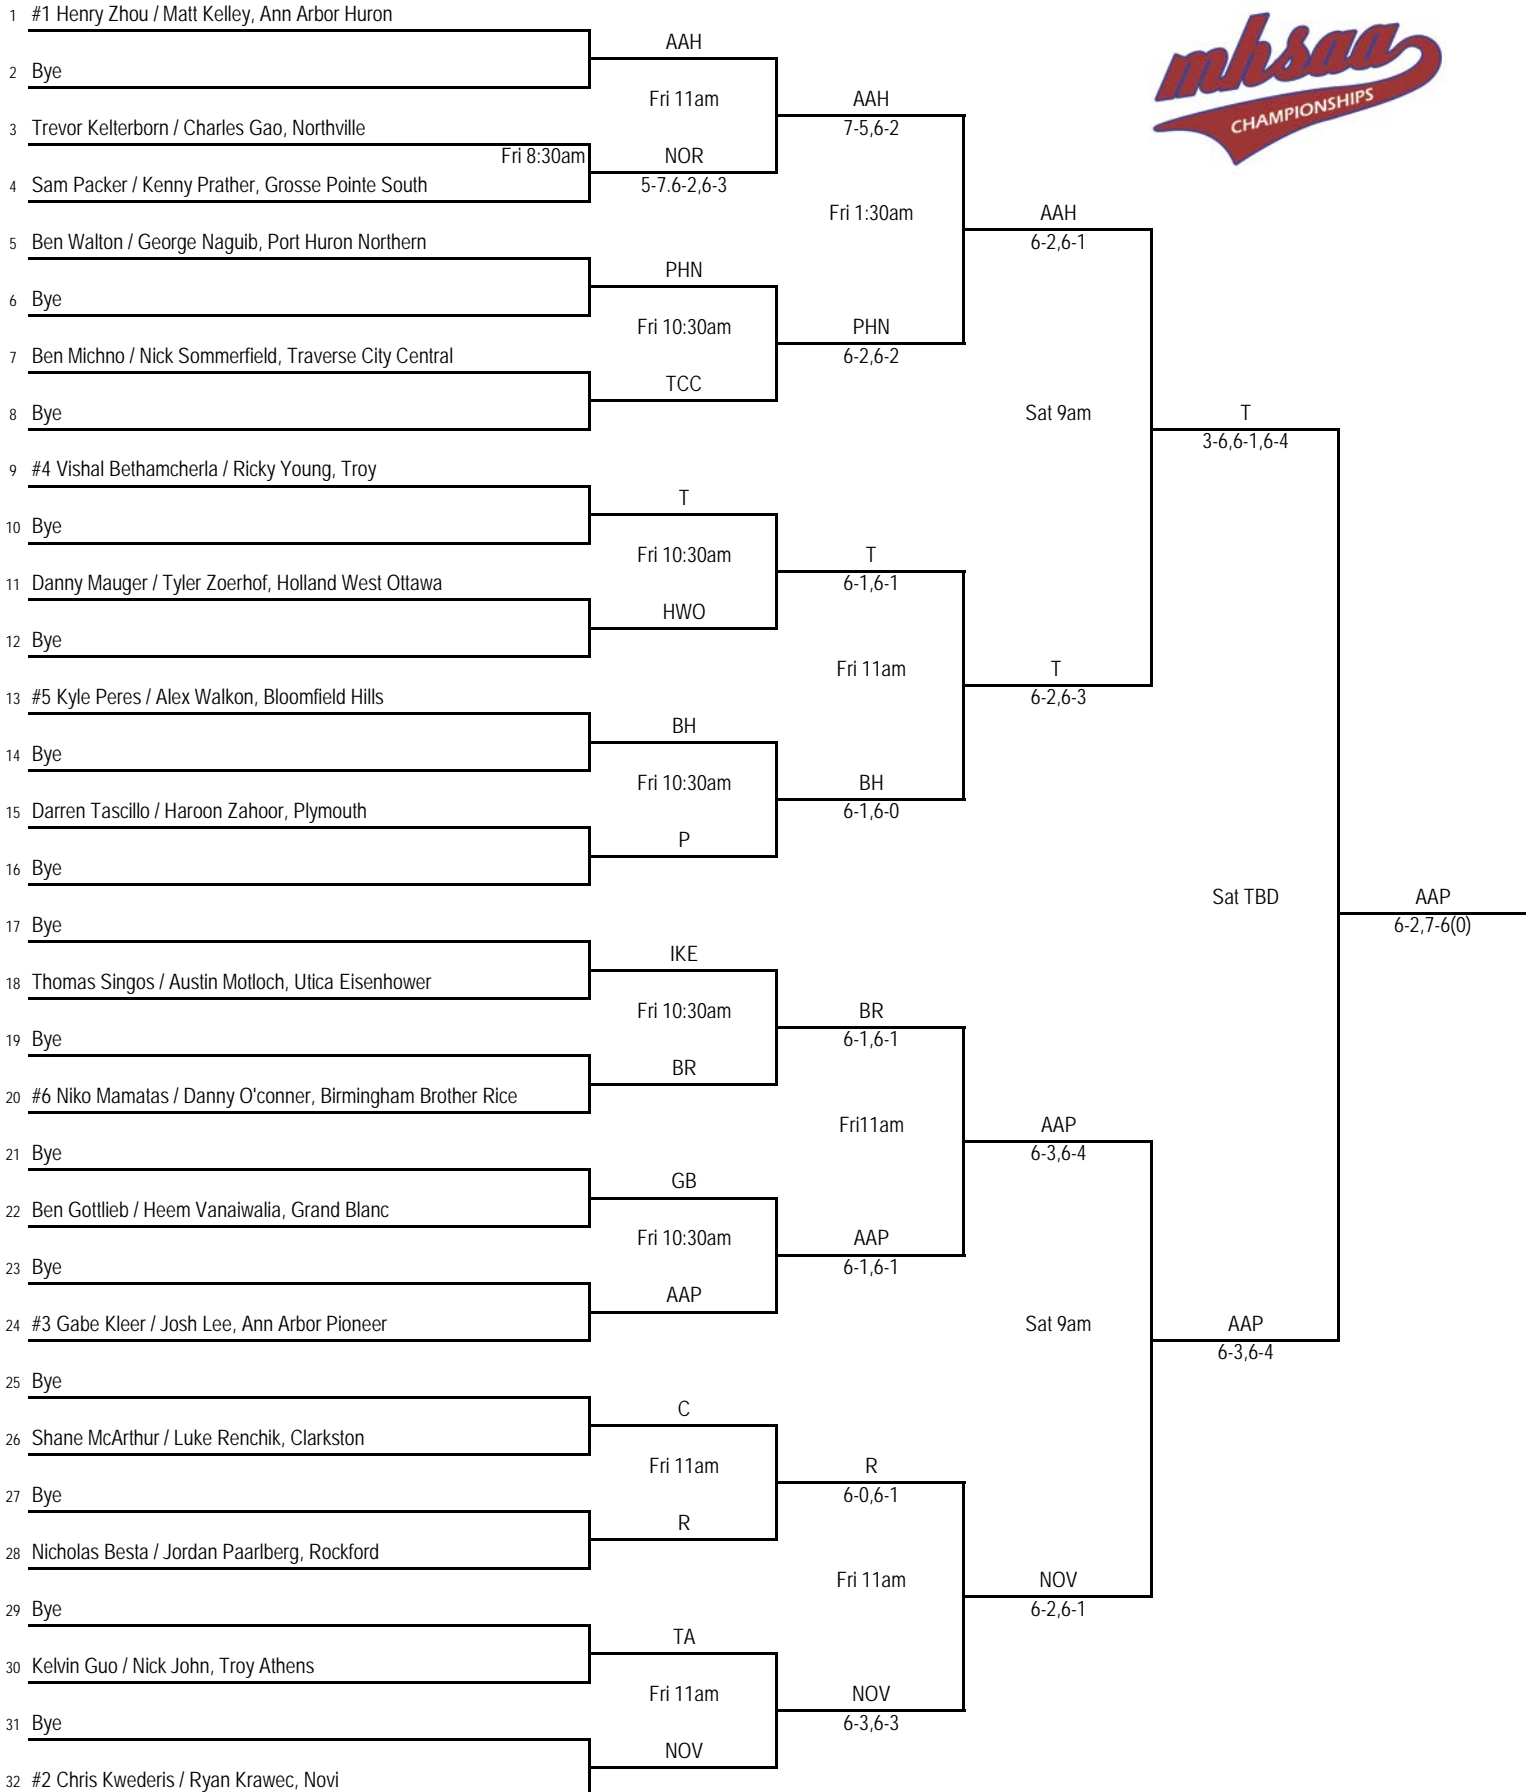 1 #1 Henry Zhou / Matt Kelley, Ann Arbor Huron
AAH
2 Bye
Fri 11am
AAH
7-5,6-2
3 Trevor Kelterborn / Charles Gao, Northville
Fri 8:30am
NOR
5-7.6-2,6-3
4 Sam Packer / Kenny Prather, Grosse Pointe South
Fri 1:30am
AAH
6-2,6-1
5 Ben Walton / George Naguib, Port Huron Northern
PHN
6 Bye
Fri 10:30am
PHN
6-2,6-2
7 Ben Michno / Nick Sommerfield, Traverse City Central
TCC
8 Bye
Sat 9am
T
3-6,6-1,6-4
9 #4 Vishal Bethamcherla / Ricky Young, Troy
T
10 Bye
Fri 10:30am
T
6-1,6-1
11 Danny Mauger / Tyler Zoerhof, Holland West Ottawa
HWO
12 Bye
Fri 11am
T
6-2,6-3
13 #5 Kyle Peres / Alex Walkon, Bloomfield Hills
BH
14 Bye
Fri 10:30am
BH
6-1,6-0
15 Darren Tascillo / Haroon Zahoor, Plymouth
P
16 Bye
Sat TBD
AAP
6-2,7-6(0)
17 Bye
IKE
18 Thomas Singos / Austin Motloch, Utica Eisenhower
Fri 10:30am
BR
6-1,6-1
19 Bye
BR
20 #6 Niko Mamatas / Danny O'conner, Birmingham Brother Rice
Fri11am
AAP
6-3,6-4
21 Bye
GB
22 Ben Gottlieb / Heem Vanaiwalia, Grand Blanc
Fri 10:30am
AAP
6-1,6-1
23 Bye
AAP
24 #3 Gabe Kleer / Josh Lee, Ann Arbor Pioneer
Sat 9am
AAP
6-3,6-4
25 Bye
C
26 Shane McArthur / Luke Renchik, Clarkston
Fri 11am
R
6-0,6-1
27 Bye
R
28 Nicholas Besta / Jordan Paarlberg, Rockford
Fri 11am
NOV
6-2,6-1
29 Bye
TA
30 Kelvin Guo / Nick John, Troy Athens
Fri 11am
NOV
6-3,6-3
31 Bye
NOV
32 #2 Chris Kwederis / Ryan Krawec, Novi
mhsaa
CHAMPIONSHIPS